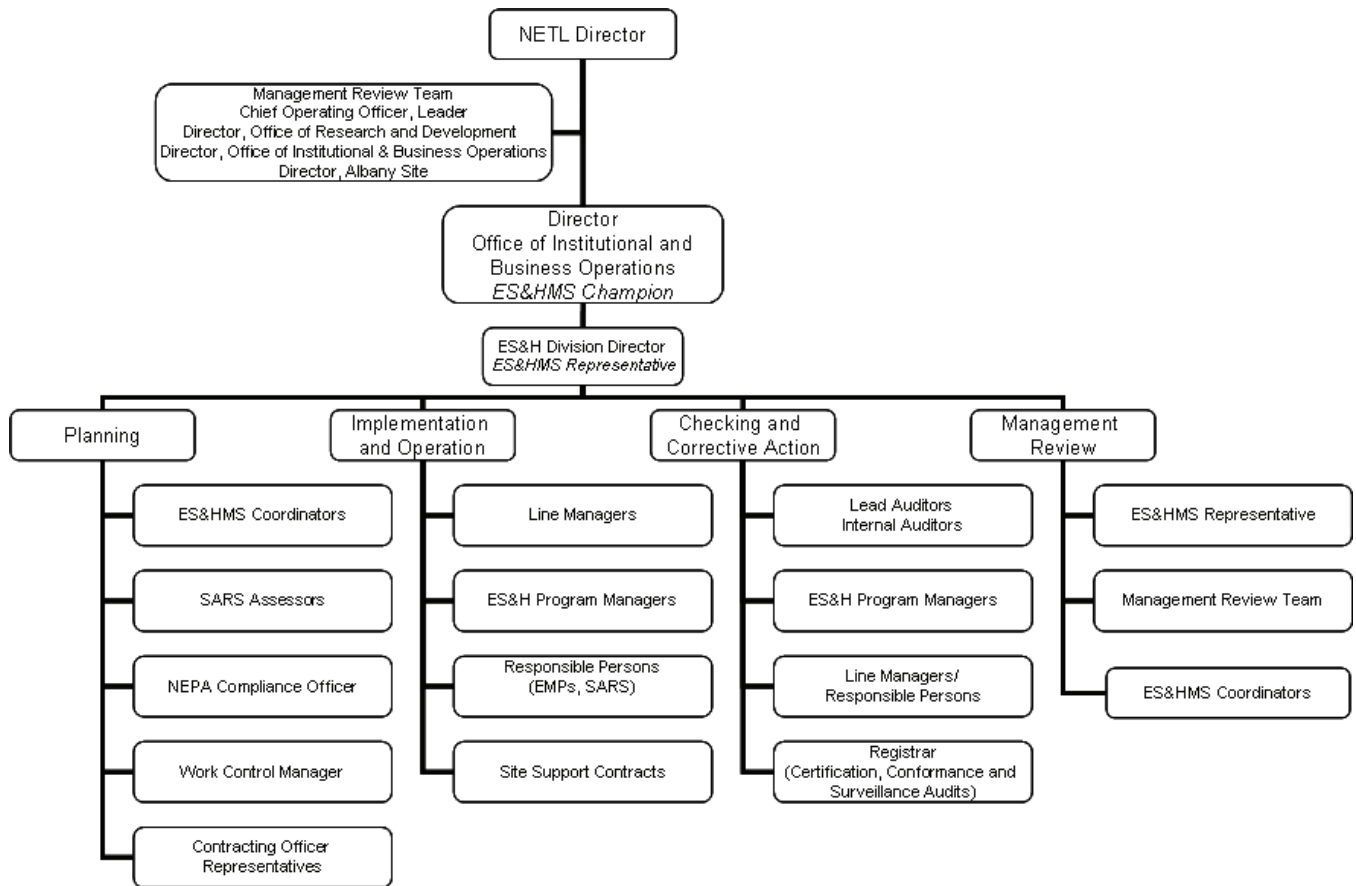 NETL Director
Management Review Team
Chief Operating Officer, Leader
Director, Office of Research and Development
Director, Office of Institutional & Business Operations
Director, Albany Site
Director
Office of Institutional and
Business Operations
ES&HMS Champion
ES&H Division Director
ES&HMS Representative
Planning
ES&HMS Coordinators
SARS Assessors
NEPA Compliance Officer
Work Control Manager
Contracting Officer
Representatives
Implementation
and Operation
Line Managers
ES&H Program Managers
Responsible Persons
(EMPs, SARS)
Site Support Contracts
Checking and
Corrective Action
Lead Auditors
Internal Auditors
ES&H Program Managers
Line Managers/
Responsible Persons
Registrar
(Certification, Conformance and
Surveillance Audits)
Management
Review
ES&HMS Representative
Management Review Team
ES&HMS Coordinators